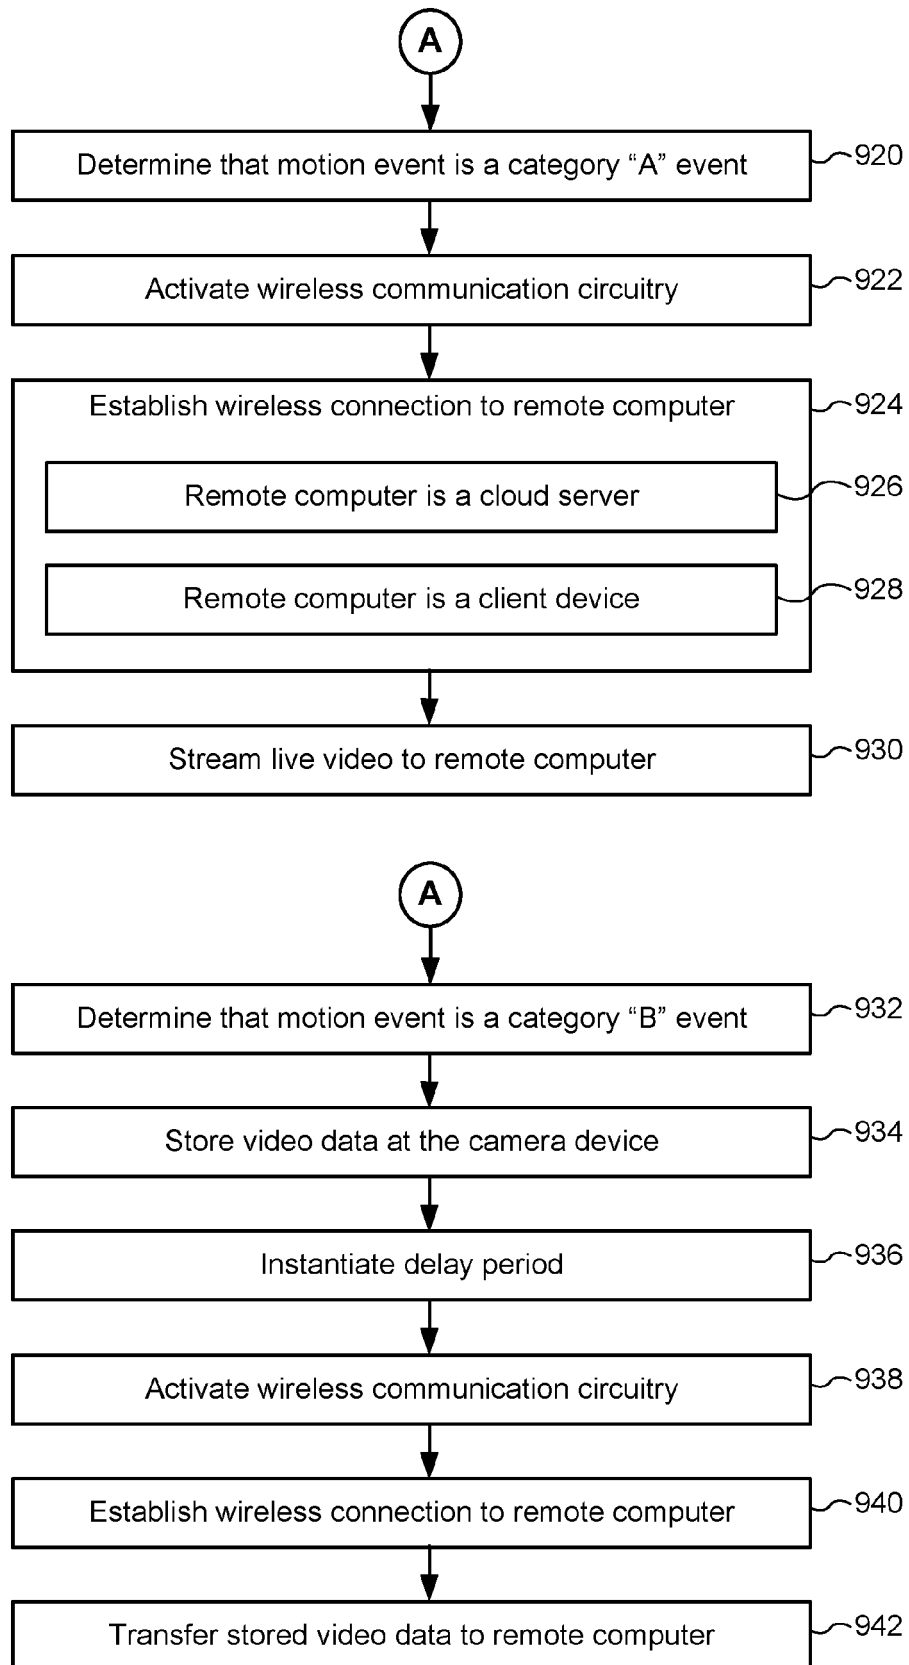 A
Determine that motion event is a category “A” event
920
Activate wireless communication circuitry
922
Establish wireless connection to remote computer
924
Remote computer is a cloud server
926
Remote computer is a client device
928
Stream live video to remote computer
930
A
Determine that motion event is a category “B” event
932
Store video data at the camera device
934
Instantiate delay period
936
Activate wireless communication circuitry
938
Establish wireless connection to remote computer
940
Transfer stored video data to remote computer
942